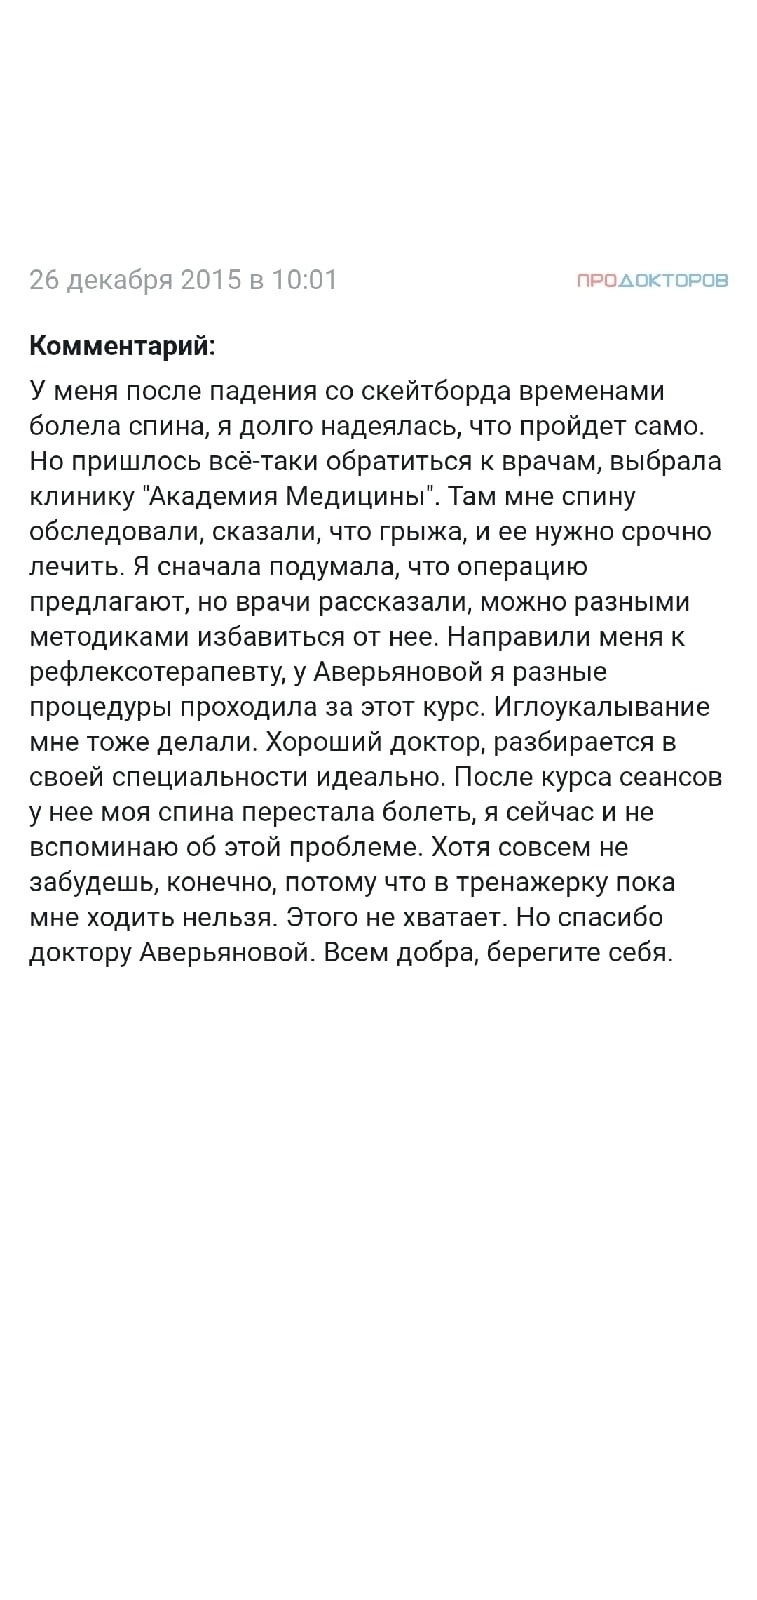 26 декабря 2015 в 10:01
ПРОДОКТОРОВ
Комментарий:
У меня после падения со скейтборда временами
болела спина, я долго надеялась, что пройдет само.
Но пришлось всё-таки обратиться к врачам, выбрала
клинику "Академия Медицины". Там мне спину
обследовали, сказали, что грыжа, и ее нужно срочно
лечить. Я сначала подумала, что операцию
предлагают, но врачи рассказали, можно разными
методиками избавиться от нее. Направили меня к
рефлексотерапевту, у Аверьяновой я разные
процедуры проходила за этот курс. Иглоукалывание
мне тоже делали. Хороший доктор, разбирается в
своей специальности идеально. После курса сеансов
у нее моя спина перестала болеть, я сейчас и не
вспоминаю об этой проблеме. Хотя совсем не
забудешь, конечно, потому что в тренажерку пока
мне ходить нельзя. Этого не хватает. Но спасибо
доктору Аверьяновой. Всем добра, берегите себя.